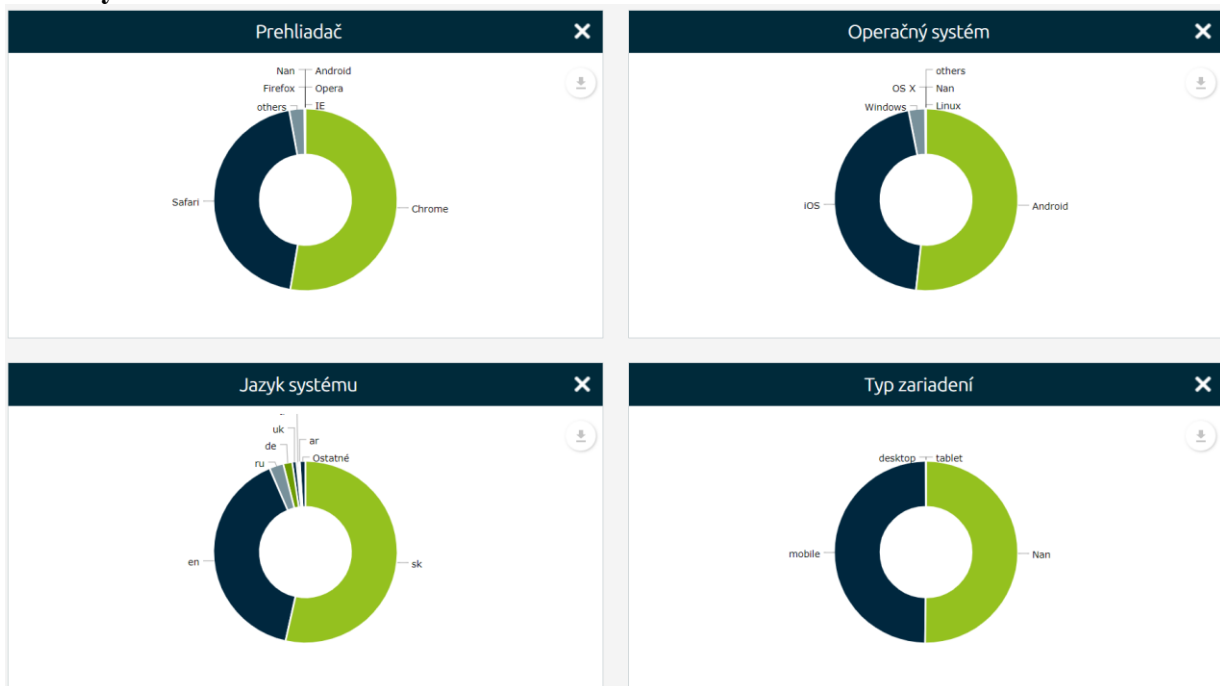 Prehliadač
Nan Android
Firefox Opera
others IE
Safari
Chrome
Operačný systém
others
OS X Nan
Windows Linux
iOS
Android
Jazyk systému
uk
ar
de
Ostatné
ru
en
sk
Typ zariadení
desktop tablet
mobile
Nan